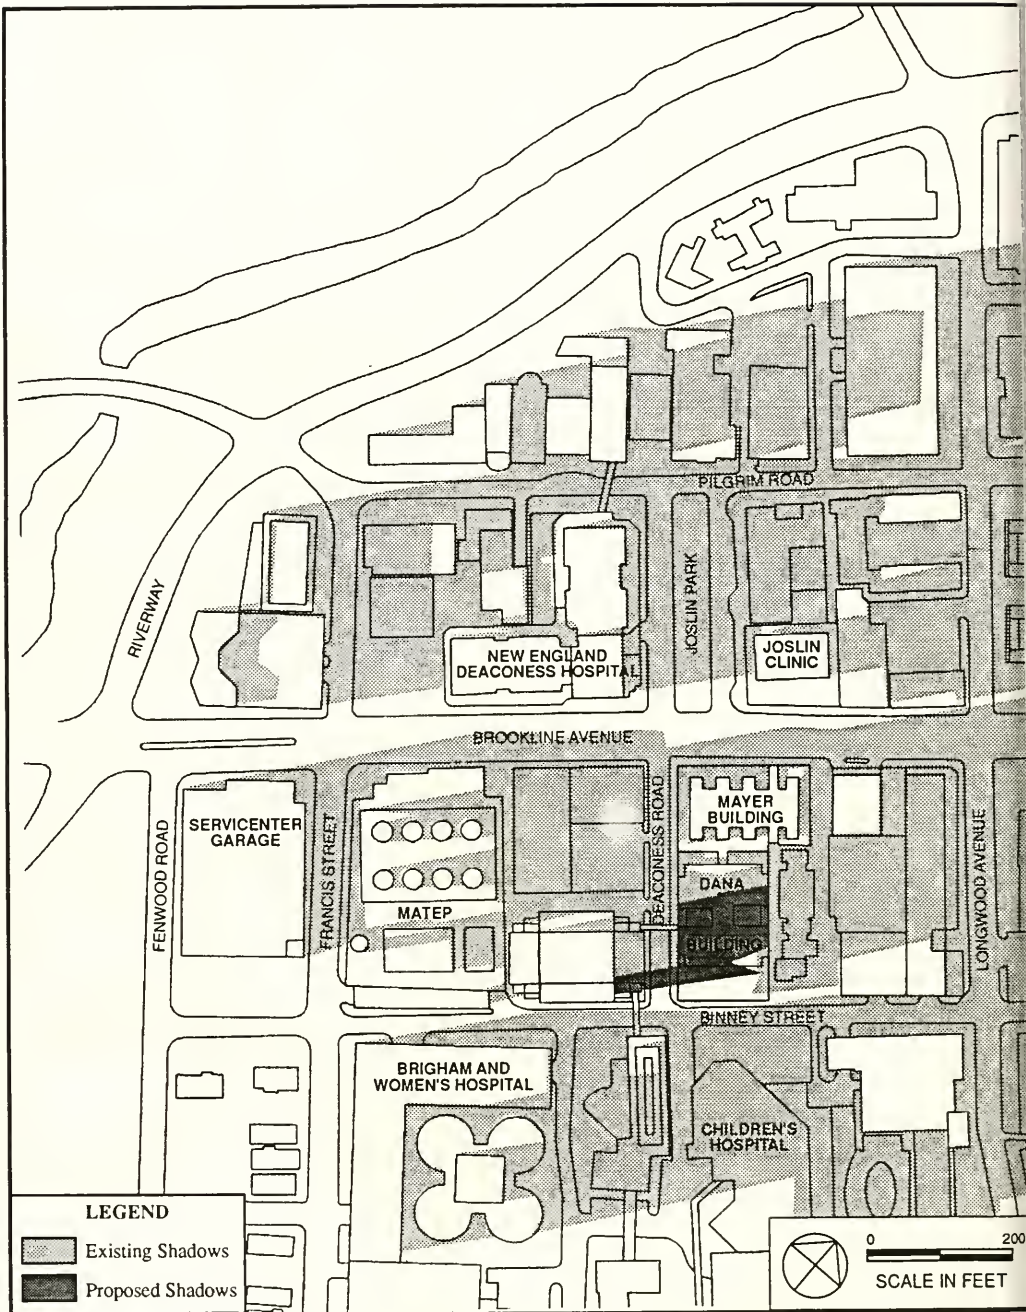 PILGRIM ROAD
RIVERWAY
JOSLIN PARK
NEW ENGLAND
DEACONESS HOSPITAL
JOSLIN
CLINIC
BROOKLINE AVENUE
FENWOOD ROAD
SERVICENTER
GARAGE
FRANCIS STREET
MATEP
DEACONESS ROAD
MAYER
BUILDING
DANA
BUILDING
LONGWOOD AVENUE
BINNEY STREET
BRIGHAM AND
WOMEN'S HOSPITAL
CHILDREN'S
HOSPITAL
LEGEND
Existing Shadows
Proposed Shadows
0 200
SCALE IN FEET